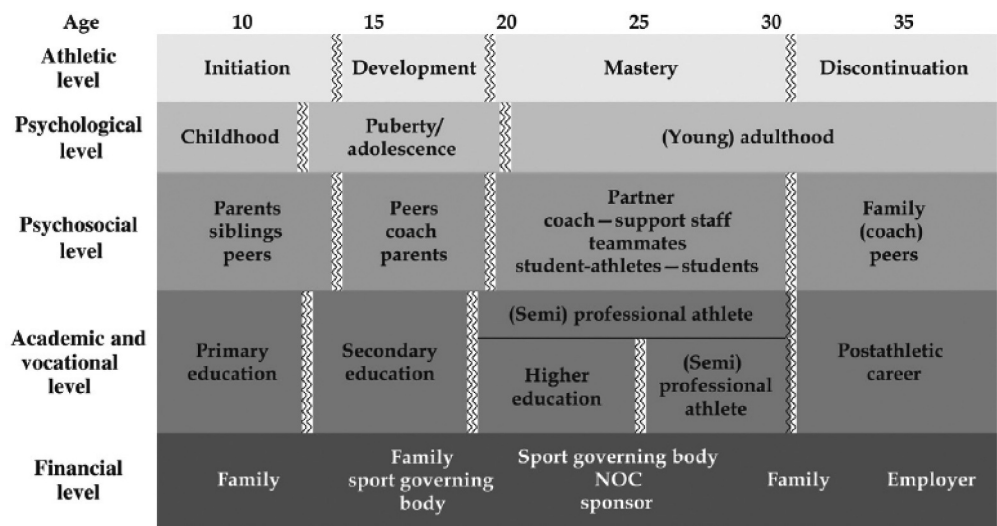 Age 10 15 20 25 30 35
Athletic
level
Initiation
Development
Mastery
Discontinuation
Psychological
level
Childhood
Puberty/
adolescence
(Young) adulthood
Psychosocial
level
Parents
siblings
peers
Peers
coach
parents
Partner
coach—support staff
teammates
student-athletes—students
Family
(coach)
peers
Academic and
vocational
level
Primary
education
Secondary
education
(Semi) professional athlete
Higher
education
(Semi)
professional
athlete
Postathletic
career
Financial
level
Family
Family
sport governing
body
Sport governing body
NOC
sponsor
Family
Employer